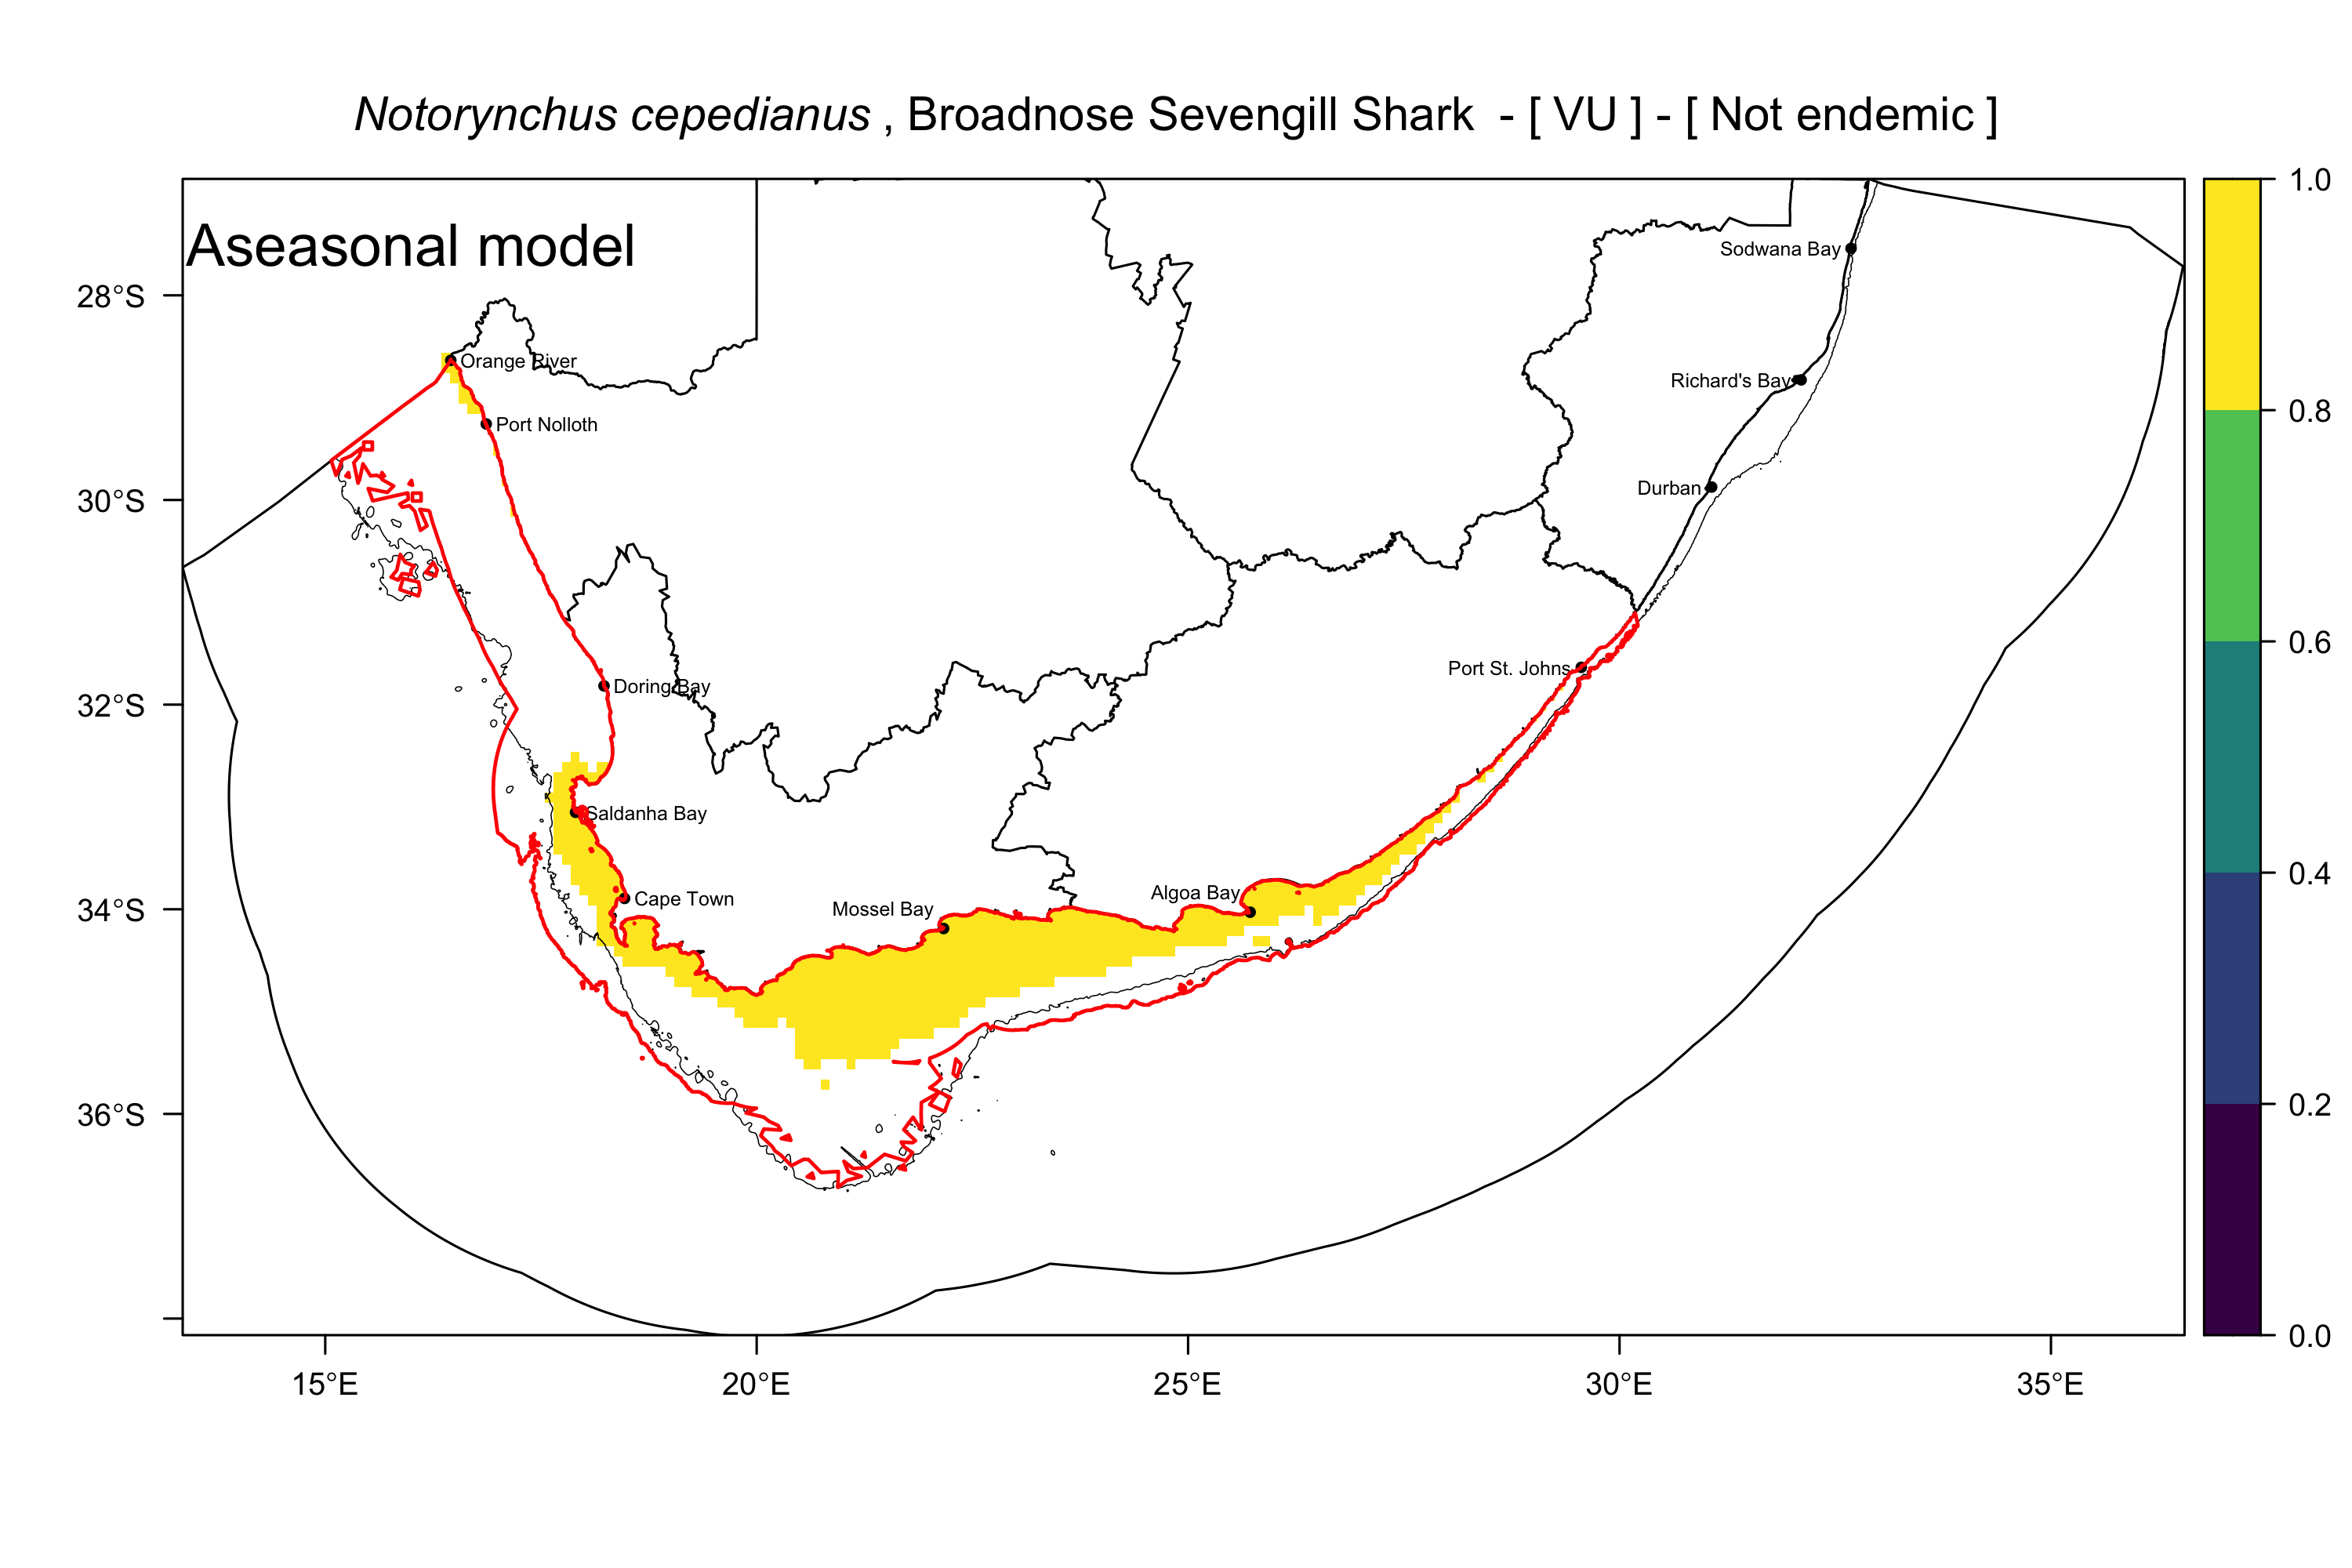 Notorynchus cepedianus , Broadnose Sevengill Shark - [ VU ] - [ Not endemic ]
Aseasonal model
28°S
30°S
32°S
34°S
36°S
15°E
20°E
25°E
30°E
35°E
Orange River
Port Nolloth
Doring Bay
Saldanha Bay
Cape Town
Mossel Bay
Algoa Bay
Port St. Johns
Durban
Richard's Bay
Sodwana Bay
1.0
0.8
0.6
0.4
0.2
0.0